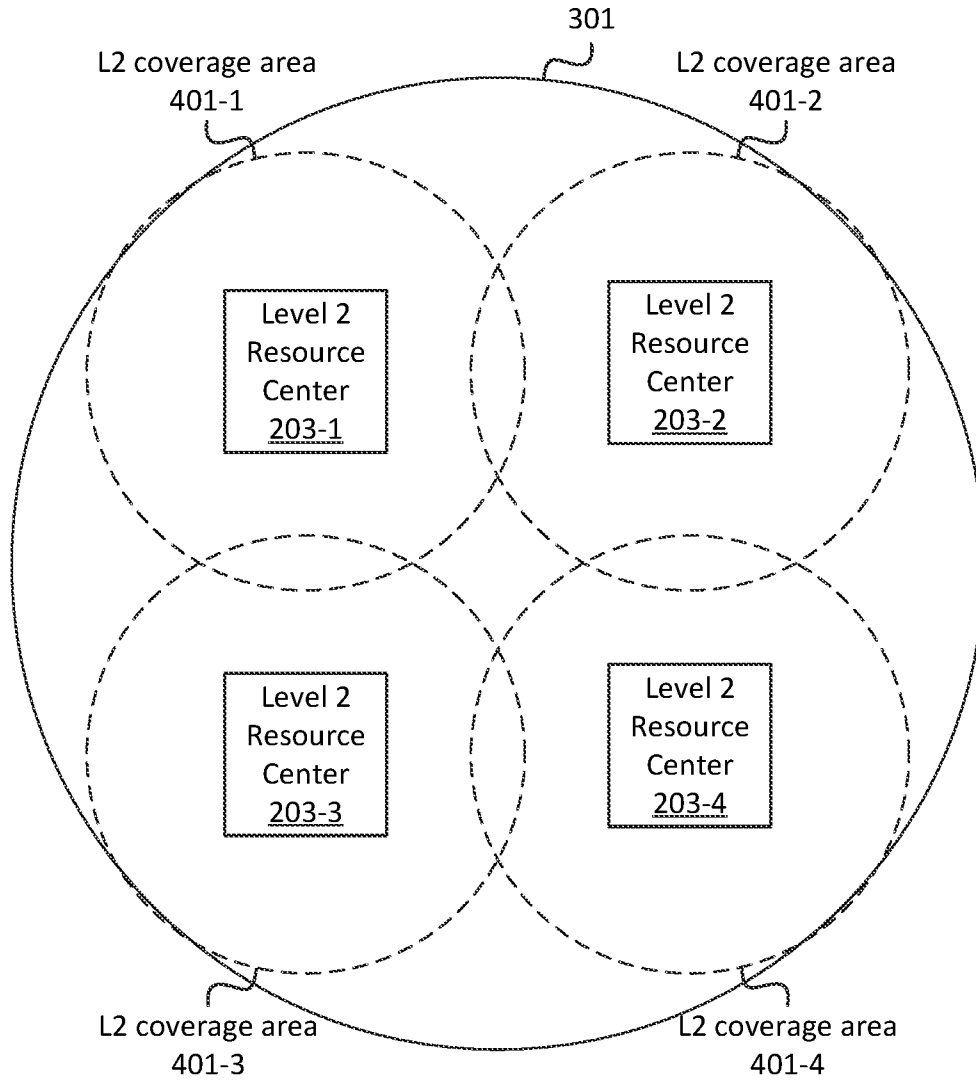 301
L2 coverage area
401-1
L2 coverage area
401-2
Level 2
Resource
Center
203-1
Level 2
Resource
Center
203-2
Level 2
Resource
Center
203-3
Level 2
Resource
Center
203-4
L2 coverage area
401-3
L2 coverage area
401-4